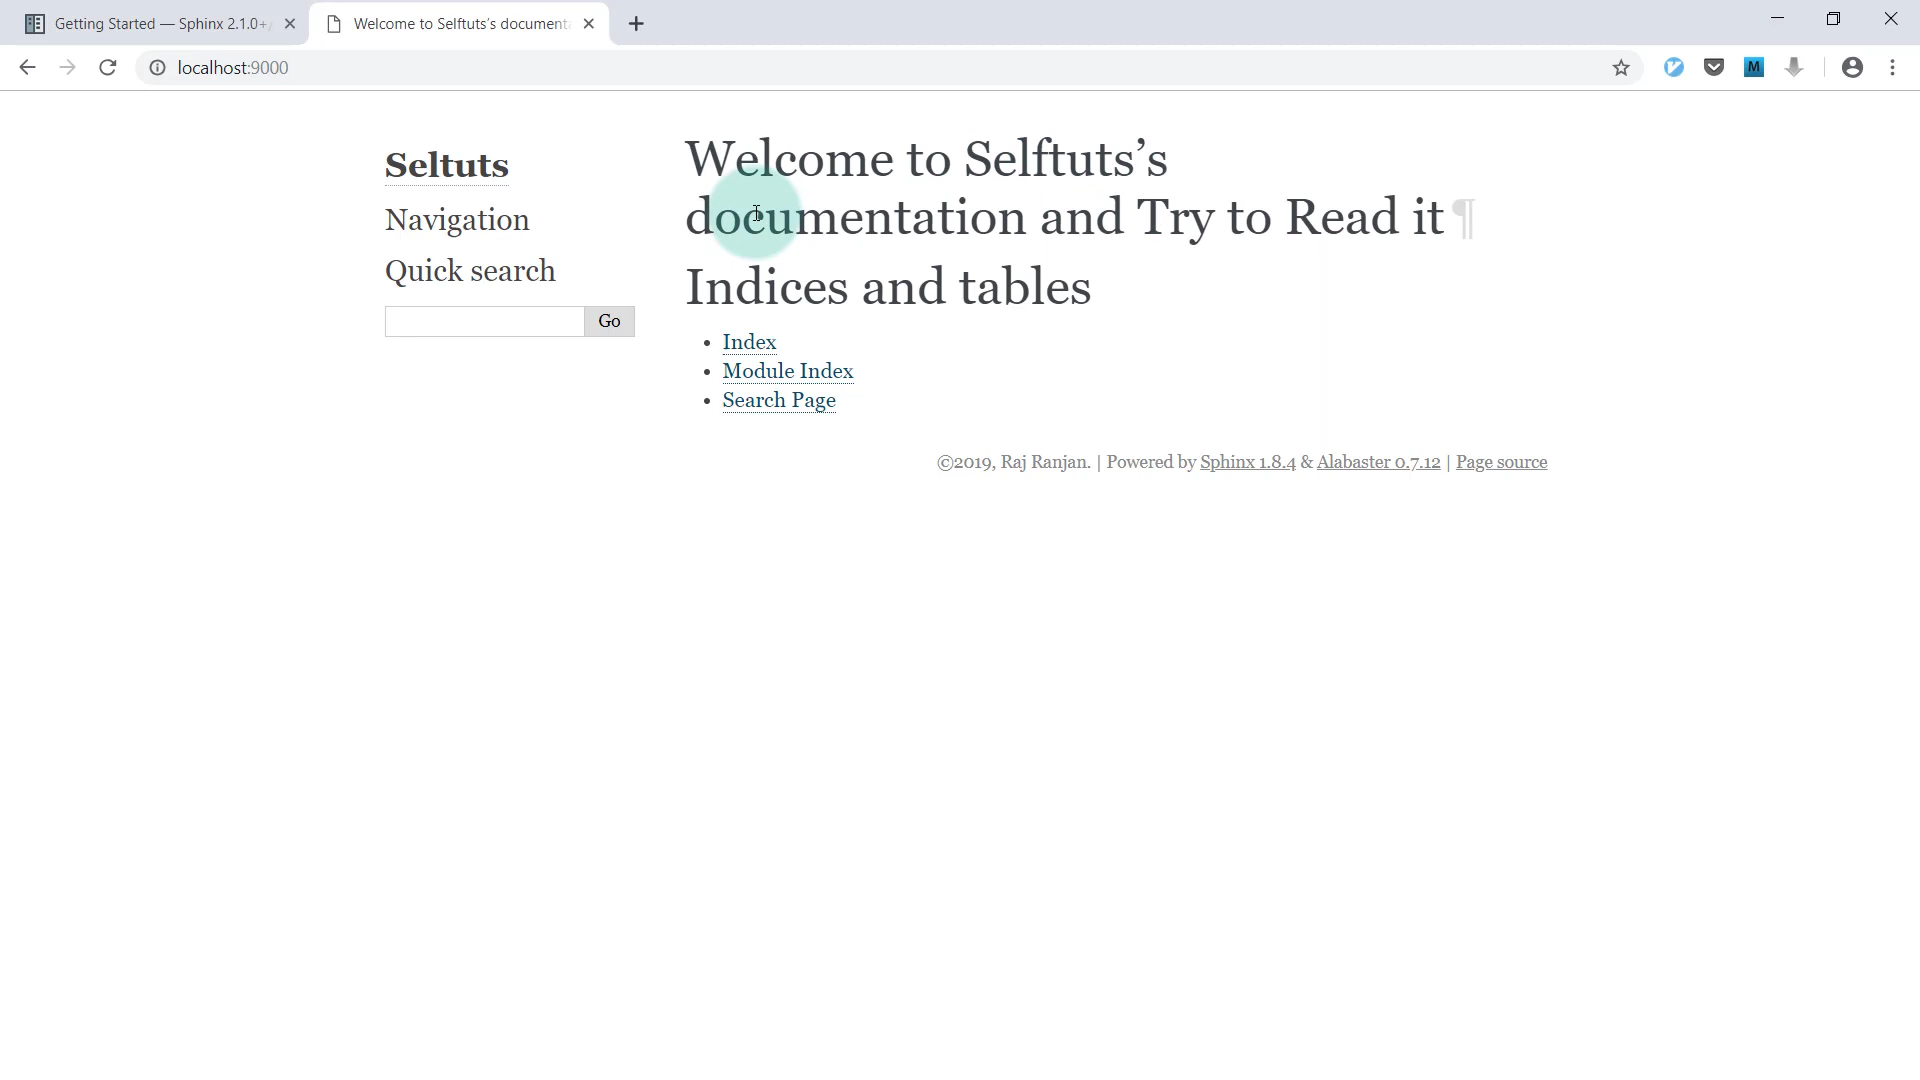 Getting Started — Sphinx 2.1.0+/
Welcome to Selftuts's document
localhost:9000
M
Seltuts
Navigation
Quick search
Go
Welcome to Selftuts’s
documentation and Try to Read it¶
Indices and tables
• Index
• Module Index
• Search Page
©2019, Raj Ranjan. | Powered by Sphinx 1.8.4 & Alabaster 0.7.12 | Page source